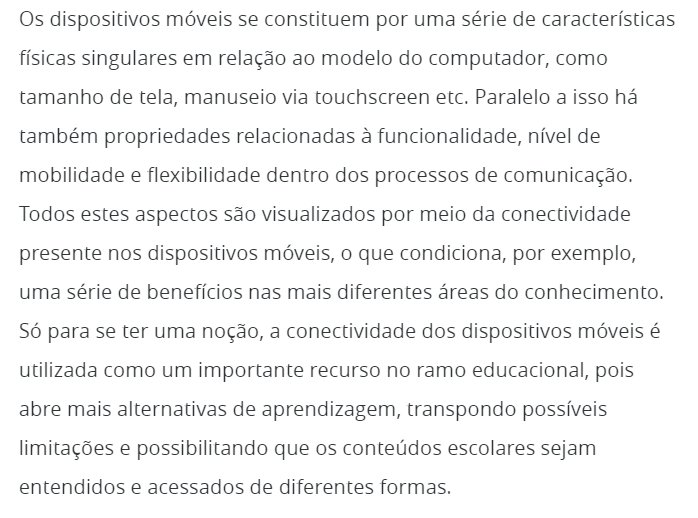 Os dispositivos móveis se constituem por uma série de características
físicas singulares em relação ao modelo do computador, como
tamanho de tela, manuseio via touchscreen etc. Paralelo a isso há
também propriedades relacionadas à funcionalidade, nível de
mobilidade e flexibilidade dentro dos processos de comunicação.
Todos estes aspectos são visualizados por meio da conectividade
presente nos dispositivos móveis, o que condiciona, por exemplo,
uma série de benefícios nas mais diferentes áreas do conhecimento.
Só para se ter uma noção, a conectividade dos dispositivos móveis é
utilizada como um importante recurso no ramo educacional, pois
abre mais alternativas de aprendizagem, transpondo possíveis
limitações e possibilitando que os conteúdos escolares sejam
entendidos e acessados de diferentes formas.